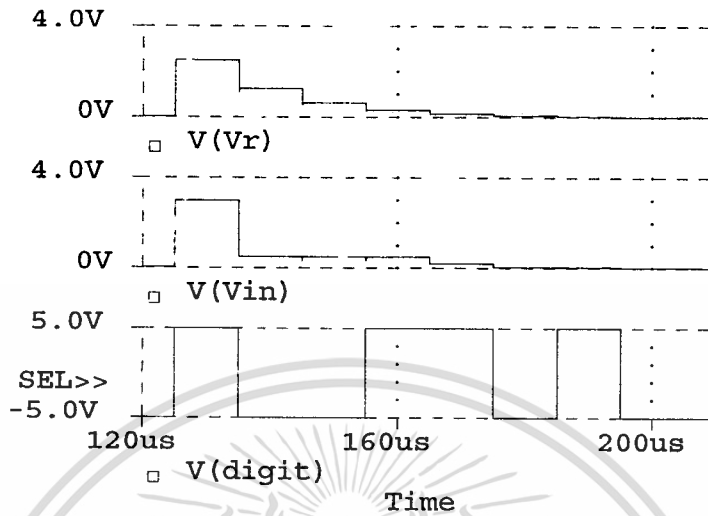 4.0V
0V
V(Vr)
4.0V
0V
V(Vin)
5.0V
SEL>>
-5.0V
120us 160us 200us
V(digit)
Time